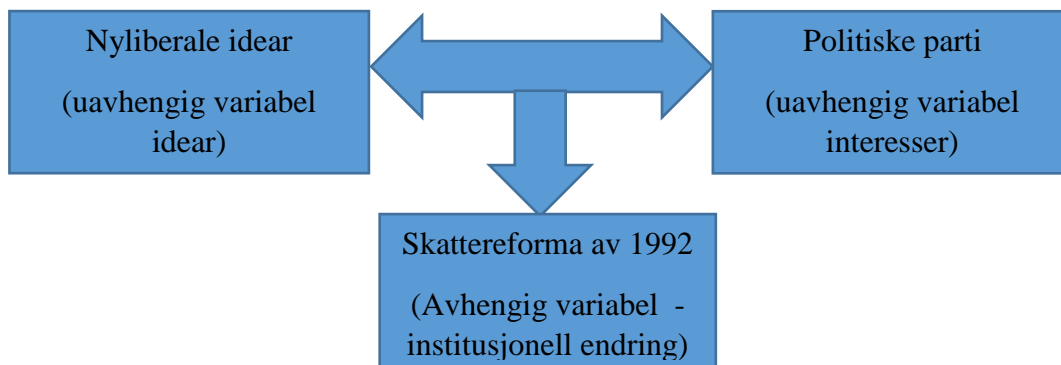 Nyliberale idear
(uavhengig variabel
idear)
Politiske parti
(uavhengig variabel
interesser)
Skattereforma av 1992
(Avhengig variabel  -
institusjonell endring)